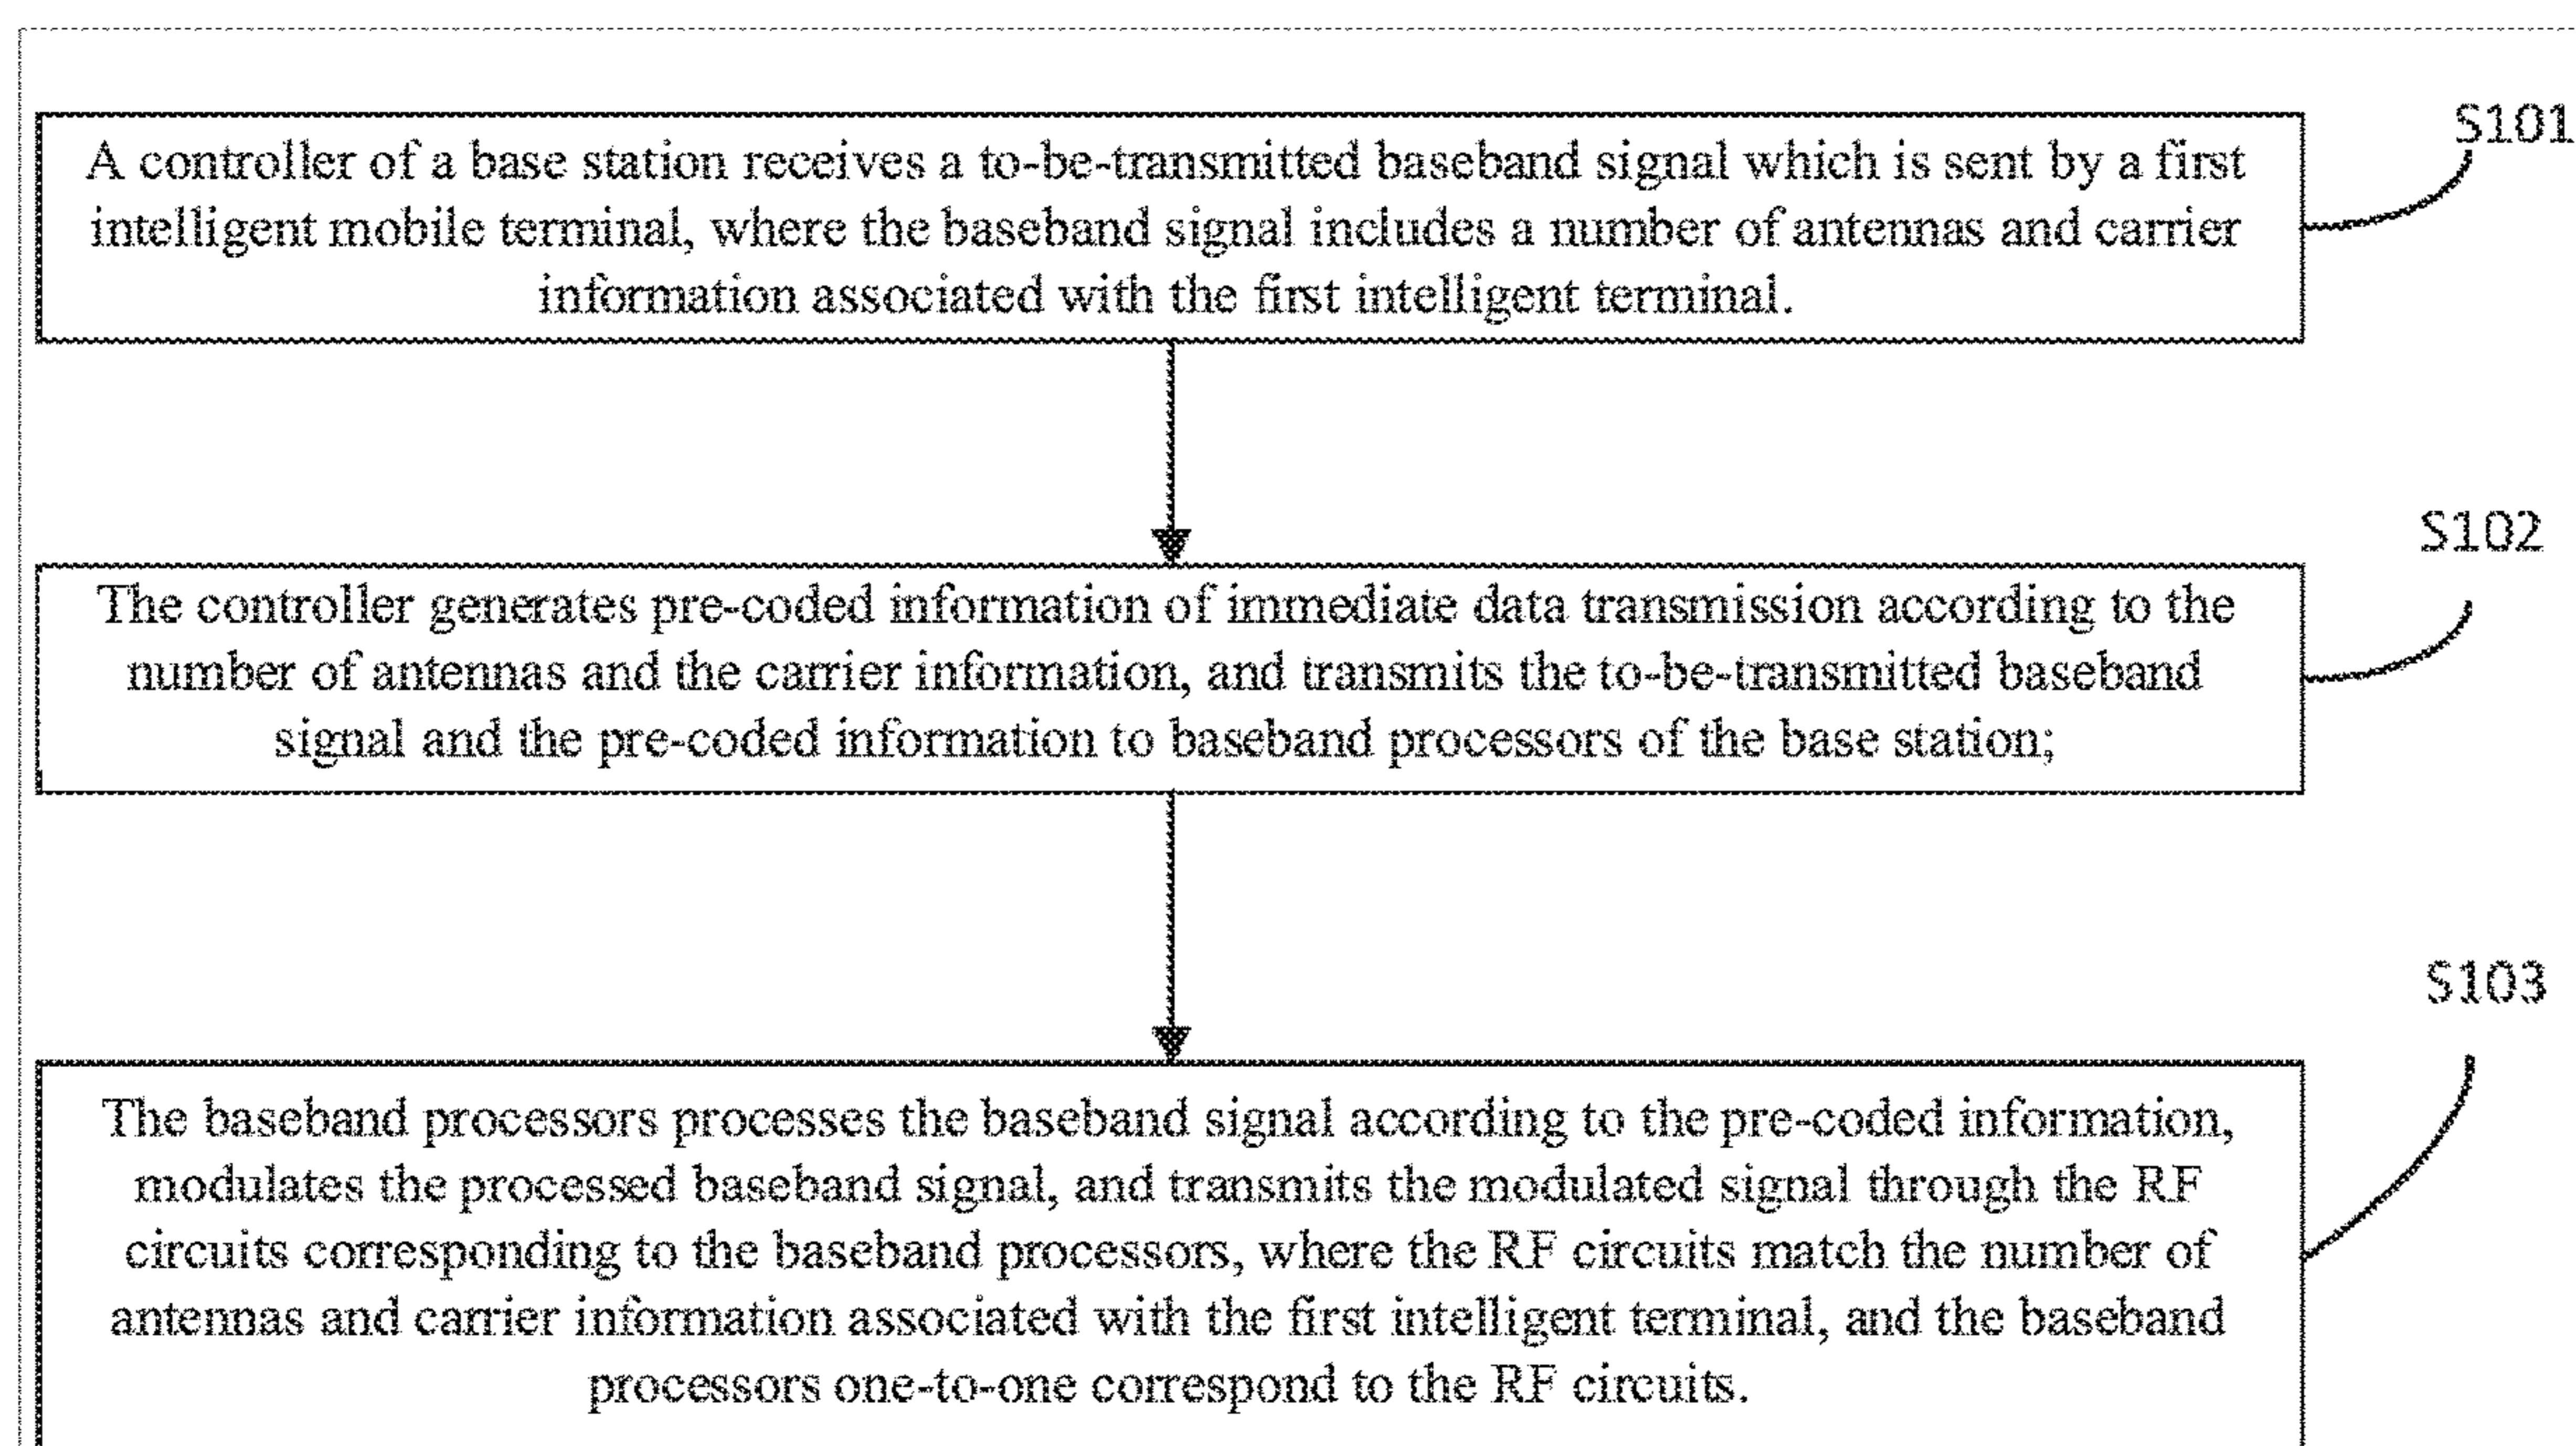 S101
A controller of a base station receives a to-be-transmitted baseband signal which is sent by a first
intelligent mobile terminal, where the baseband signal includes a number of antennas and carrier
information associated with the first intelligent terminal.
S102
The controller generates pre-coded information of immediate data transmission according to the
number of antennas and the carrier information, and transmits the to-be-transmitted baseband
signal and the pre-coded information to baseband processors of the base station;
S103
The baseband processors processes the baseband signal according to the pre-coded information,
modulates the processed baseband signal, and transmits the modulated signal through the RF
circuits corresponding to the baseband processors, where the RF circuits match the number of
antennas and carrier information associated with the first intelligent terminal, and the baseband
processors one-to-one correspond to the RF circuits.